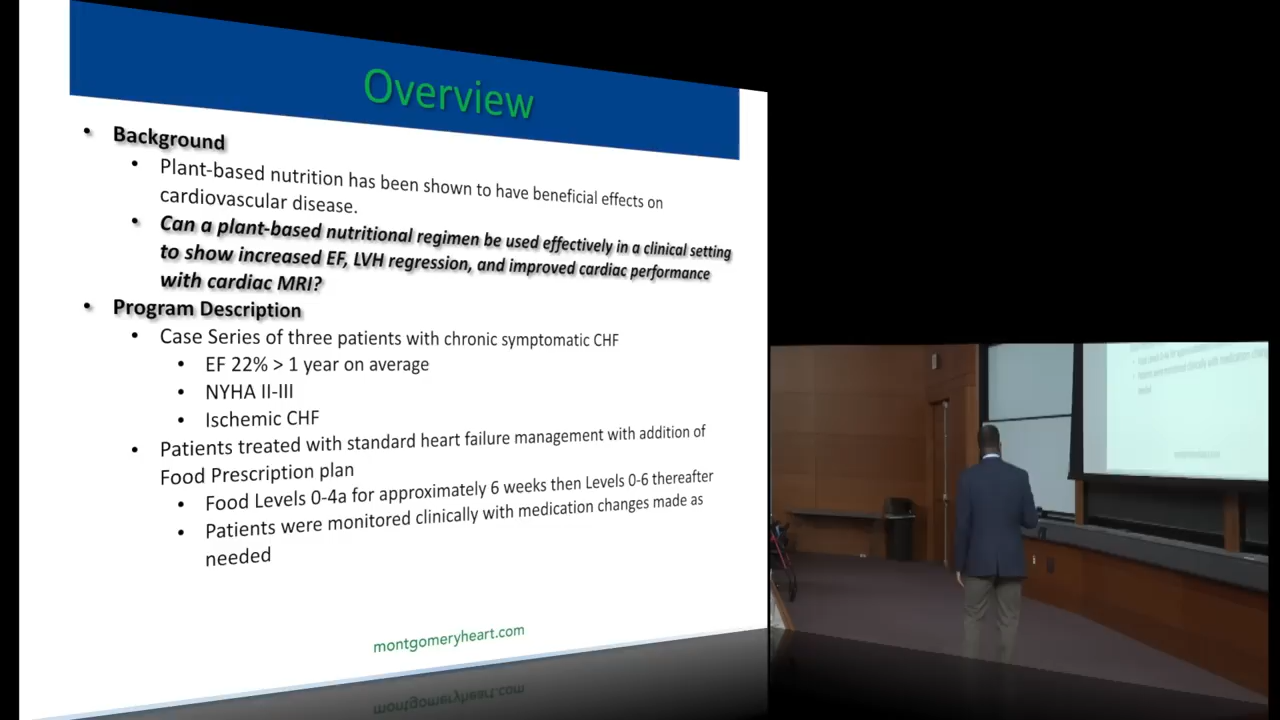 Overview
• Background
• Plant-based nutrition has been shown to have beneficial effects on
cardiovascular disease.
• Can a plant-based nutritional regimen be used effectively in a clinical setting
to show increased EF, LVH regression, and improved cardiac performance
with cardiac MRI?
• Program Description
• Case Series of three patients with chronic symptomatic CHF
• EF 22% > 1 year on average
• NYHA II-III
• Ischemic CHF
• Patients treated with standard heart failure management with addition of
Food Prescription plan
• Food Levels 0-4a for approximately 6 weeks then Levels 0-6 thereafter
• Patients were monitored clinically with medication changes made as
needed
montgomeryheart.com